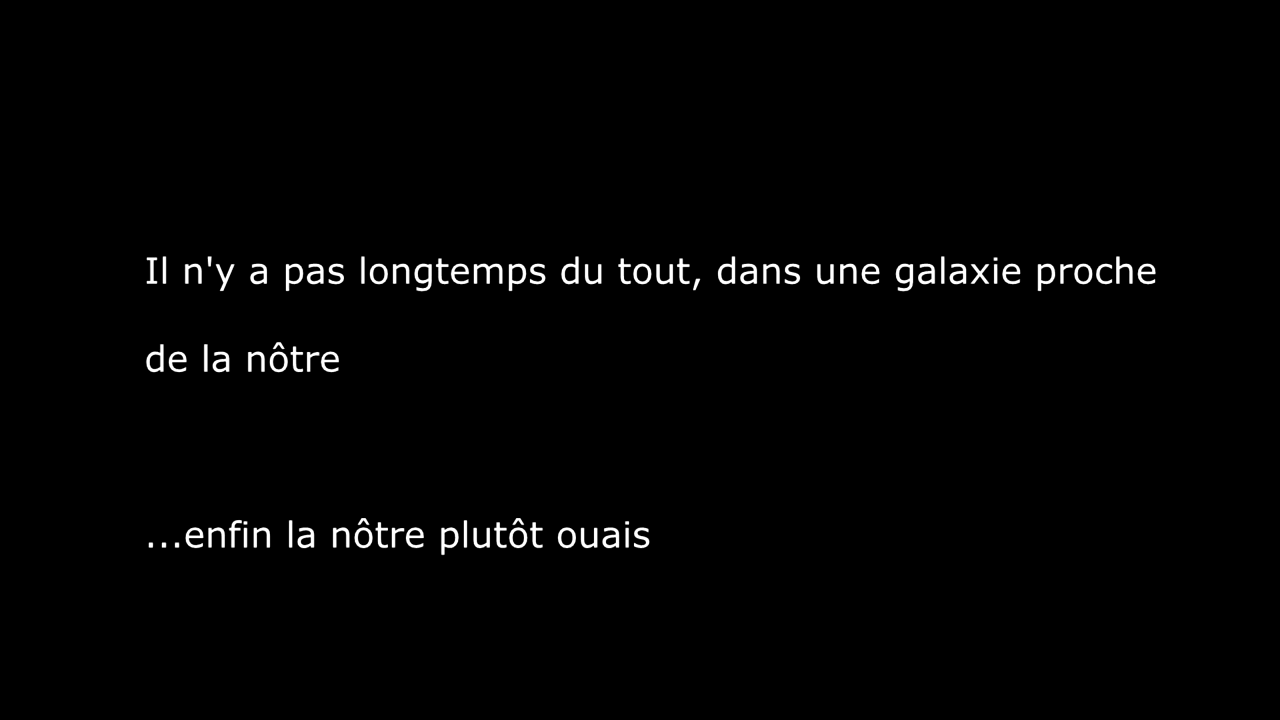 Il n'y a pas longtemps du tout, dans une galaxie proche
de la nôtre
...enfin la nôtre plutôt ouais